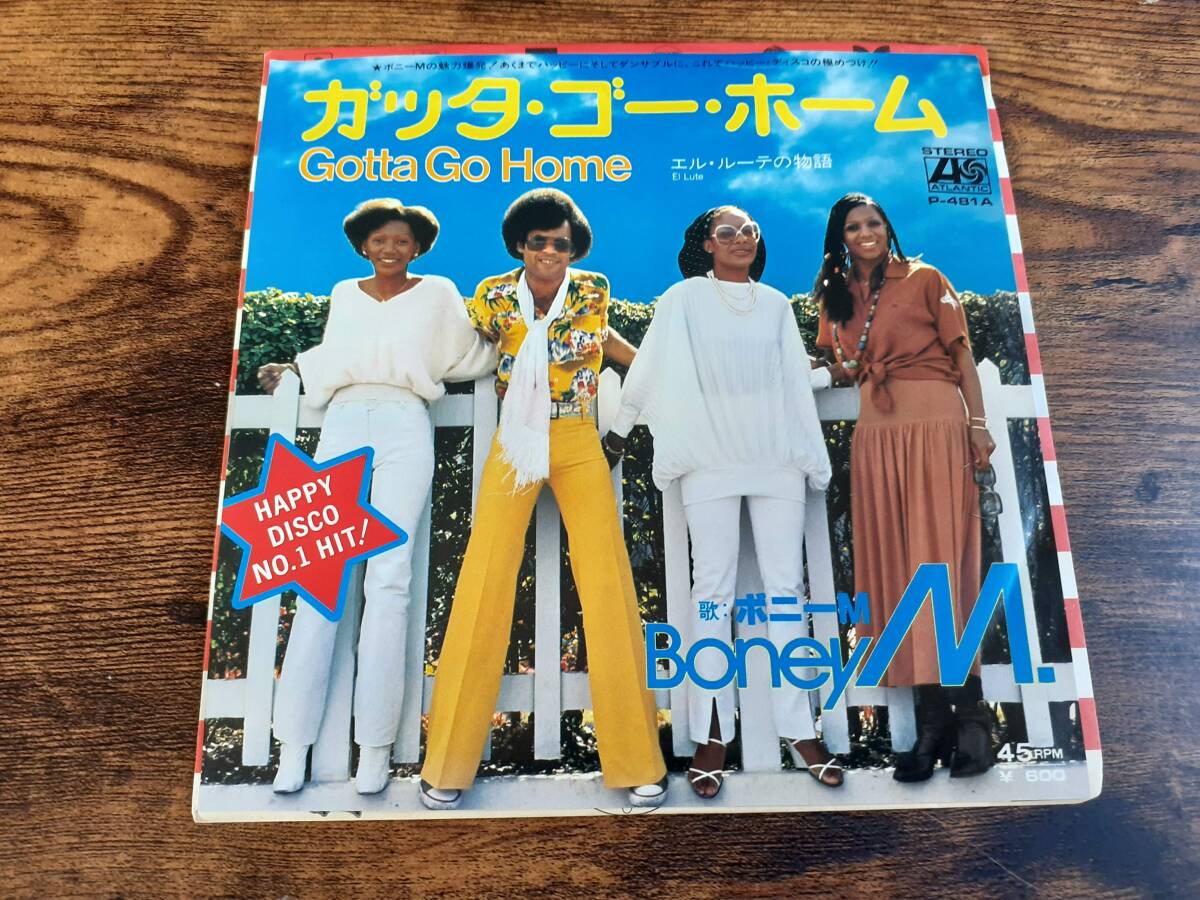 ★ボニーMの魅力爆発!あくまでハッピーにそしてダンサブルに、これでハッピー・ディスコの極めつけ!!
ガッタ・ゴー・ホーム
Gotta Go Home
エル・ルーテの物語
El Lute
STEREO
ATLANTIC
P-481A
HAPPY
DISCO
NO.1 HIT!
歌:ボニーM
Boney M.
45RPM
¥ 600